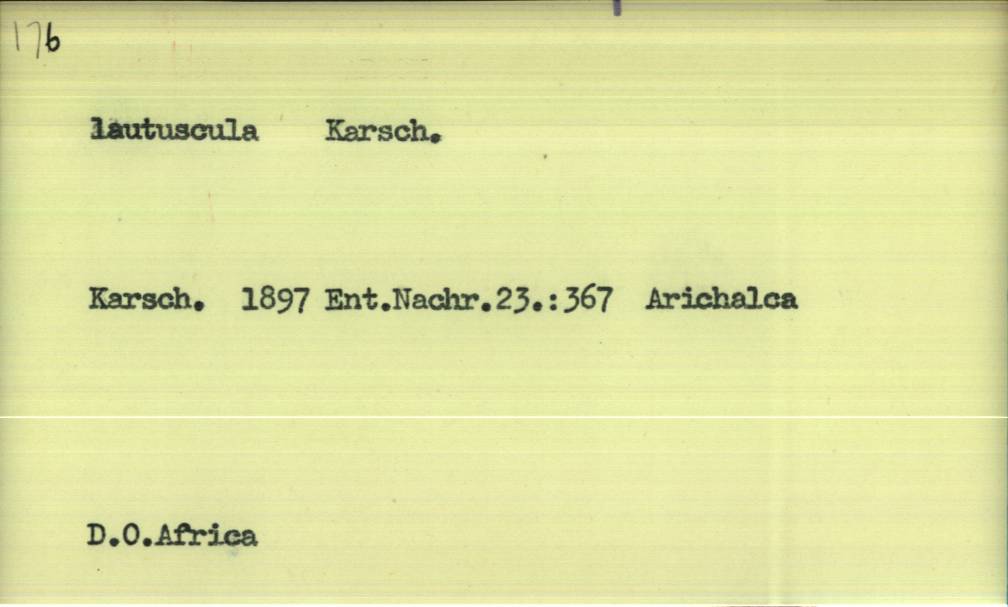 176
lautuscula Karsch.
Karsch. 1897 Ent.Nachr.23.:367 Arichalca
D.O.Africa